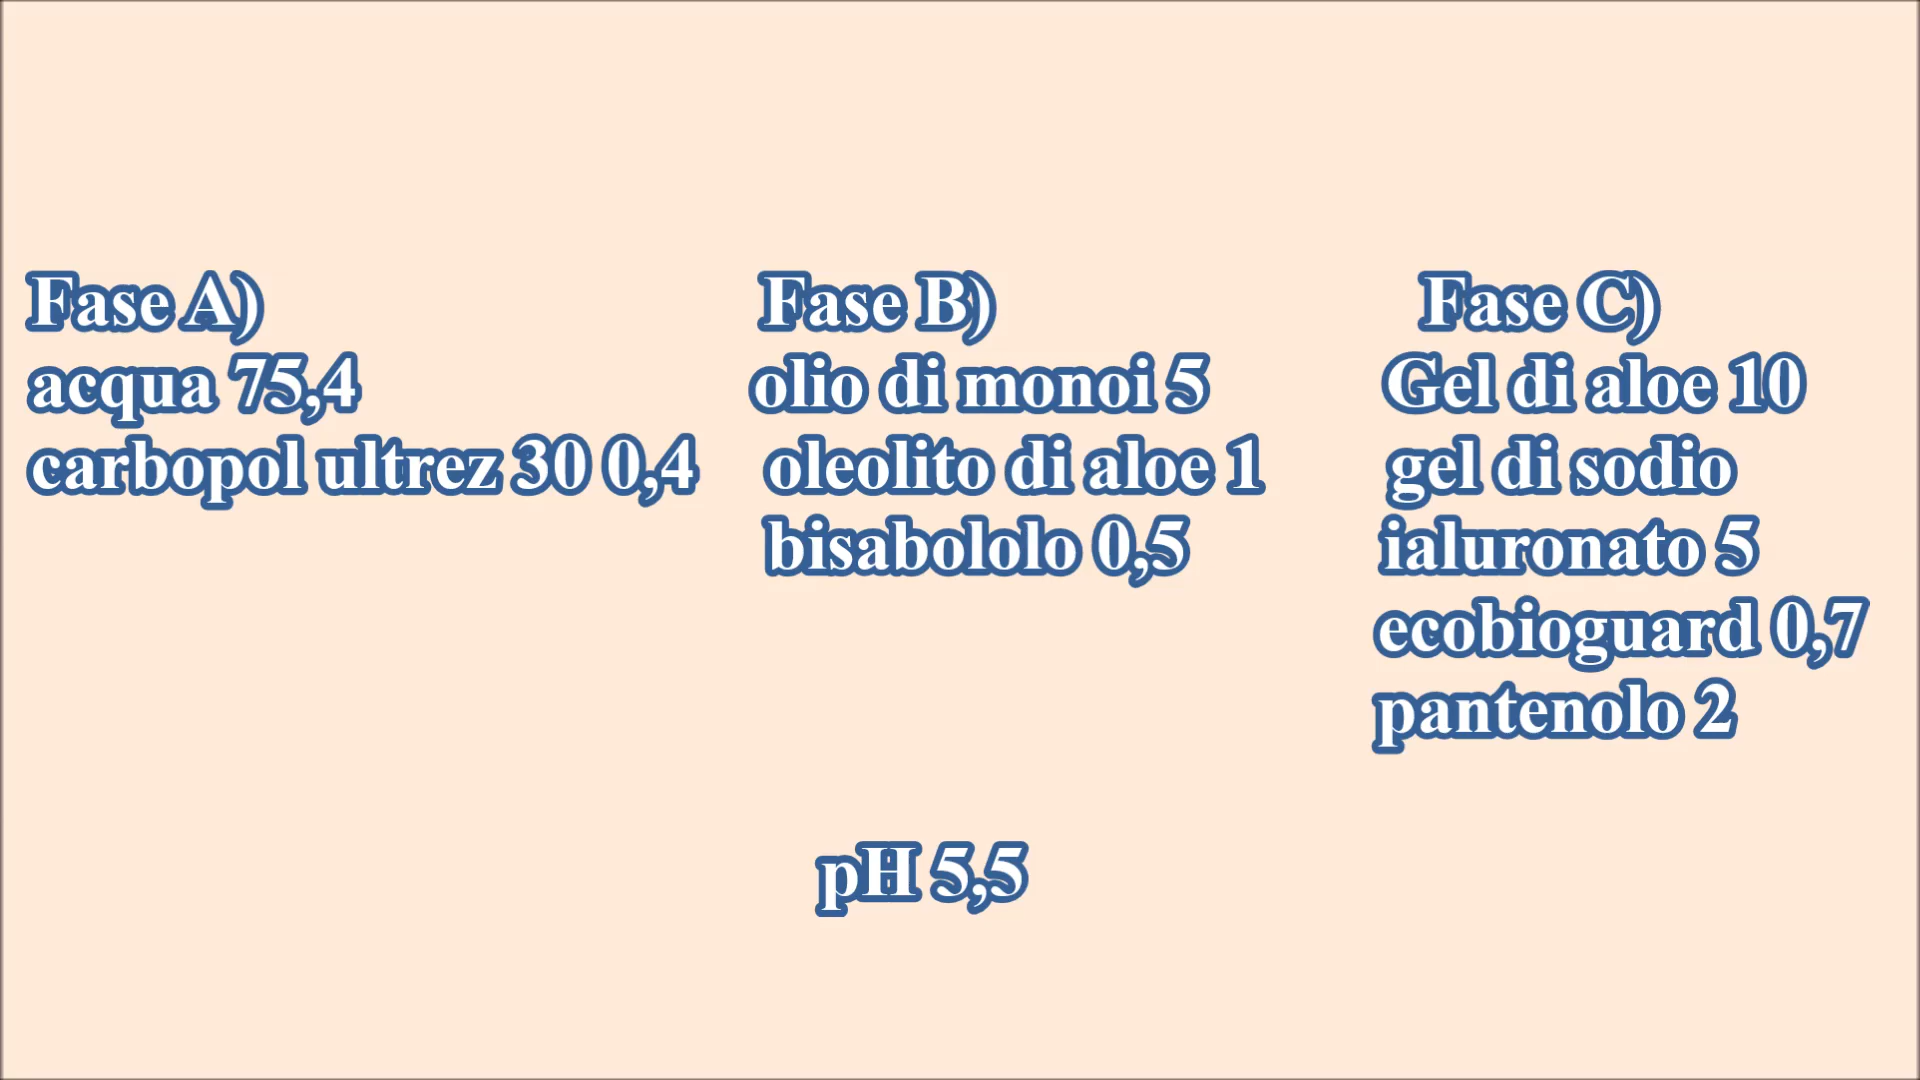 Fase A)
acqua 75,4
carbopol ultrez 30 0,4
Fase B)
olio di monoi 5
oleolito di aloe 1
bisabololo 0,5
Fase C)
Gel di aloe 10
gel di sodio
ialuronato 5
ecobioguard 0,7
pantenolo 2
pH 5,5